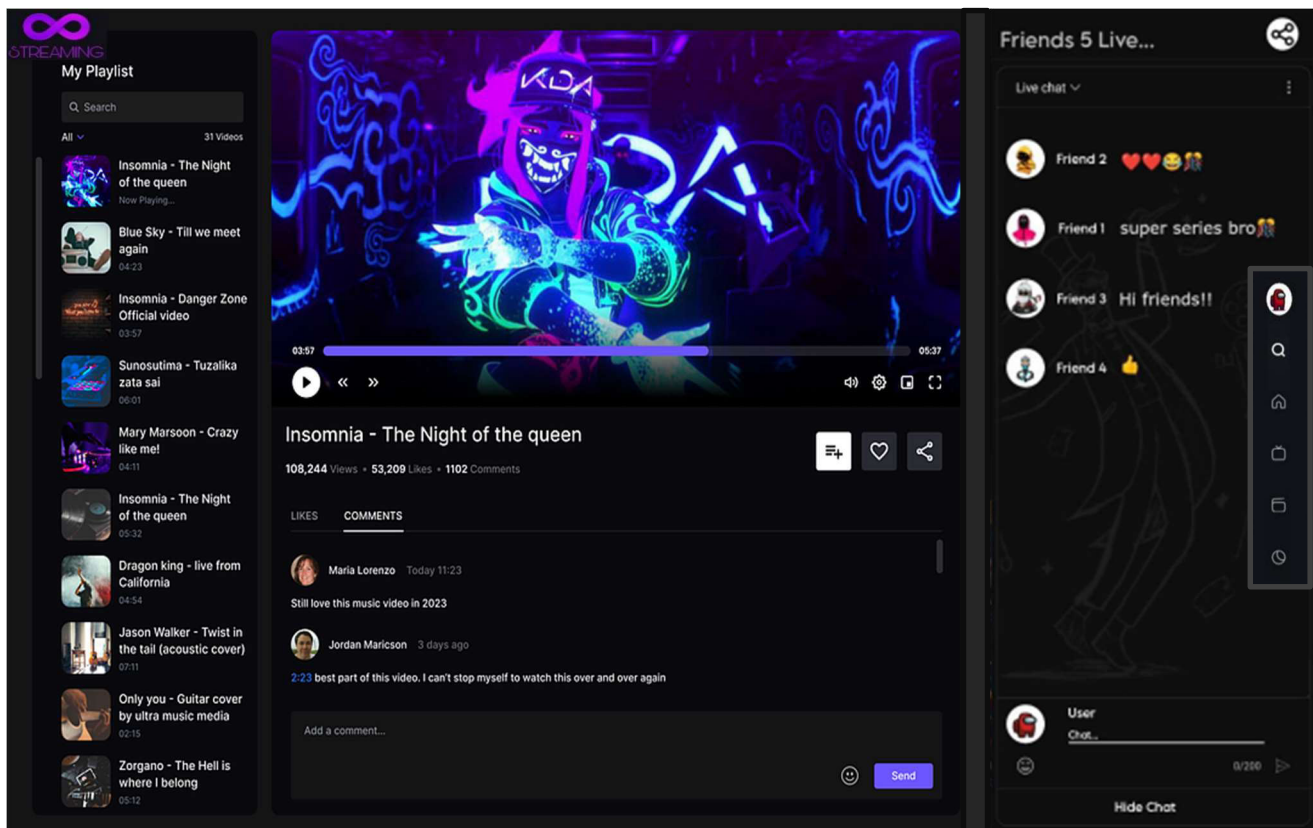 STREAMING
My Playlist
Search
All
31 Videos
Insomnia - The Night
of the queen
Now Playing...
Blue Sky - Till we meet
again
04:23
Insomnia - Danger Zone
Official video
03:57
Sunosutima - Tuzalika
zata sai
06:01
Mary Marsoon - Crazy
like me!
04:11
Insomnia - The Night
of the queen
05:32
Dragon king - live from
California
04:54
Jason Walker - Twist in
the tail (acoustic cover)
07:11
Only you - Guitar cover
by ultra music media
02:15
Zorgano - The Hell is
where I belong
05:12
K/DA
03:57
05:37
Insomnia - The Night of the queen
108,244 Views • 53,209 Likes • 1102 Comments
LIKES COMMENTS
Maria Lorenzo Today 11:23
Still love this music video in 2023
Jordan Maricson 3 days ago
2:23 best part of this video. I can't stop myself to watch this over and over again
Add a comment...
Send
Friends 5 Live...
Live chat
Friend 2 ❤️❤️😂🎊
Friend 1 super series bro🎊
Friend 3 Hi friends!!
Friend 4 👍
User
Chat...
0/200
Hide Chat